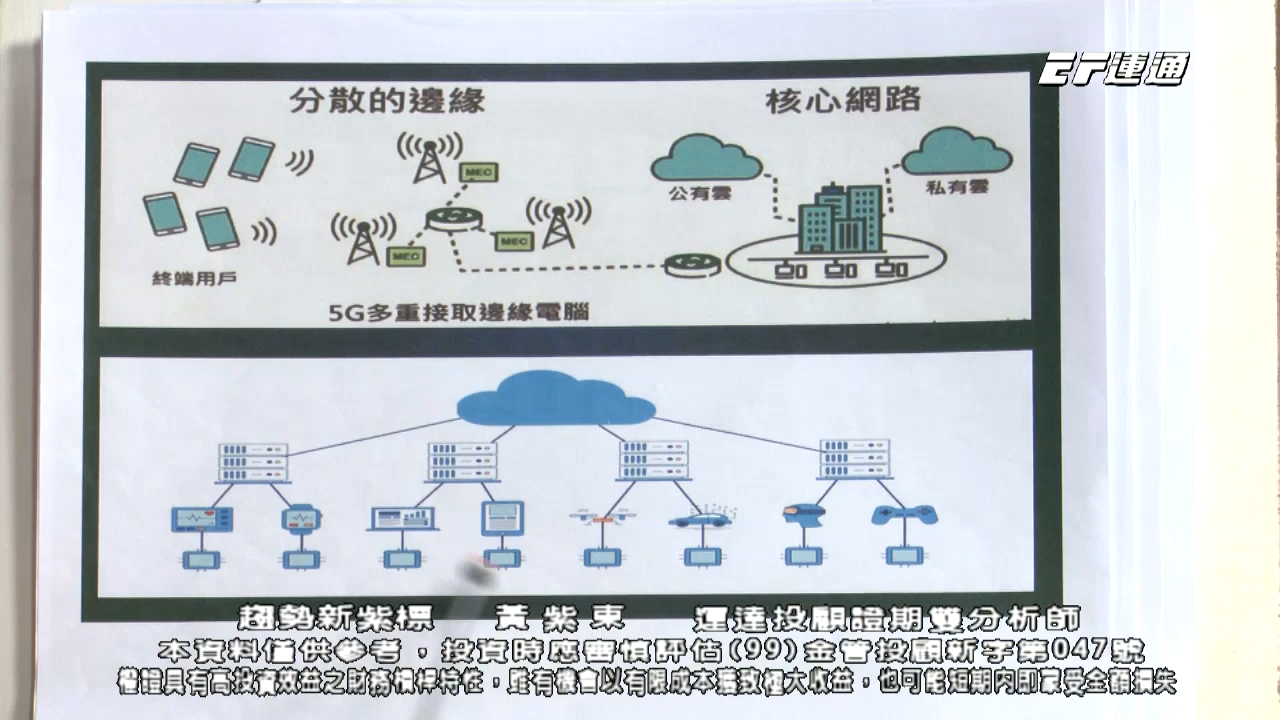 EF運通
分散的邊緣
核心網路
MEC
公有雲
私有雲
MEC
MEC
終端用戶
5G多重接取邊緣電腦
趨勢新紫標 黃紫東 運達投顧證期雙分析師
本資料僅供參考，投資時應審慎評估(99)金管投顧新字第047號
權證具有高投資效益之財務槓桿特性，雖有機會以有限成本獲致極大收益，也可能短期內即蒙受全額損失